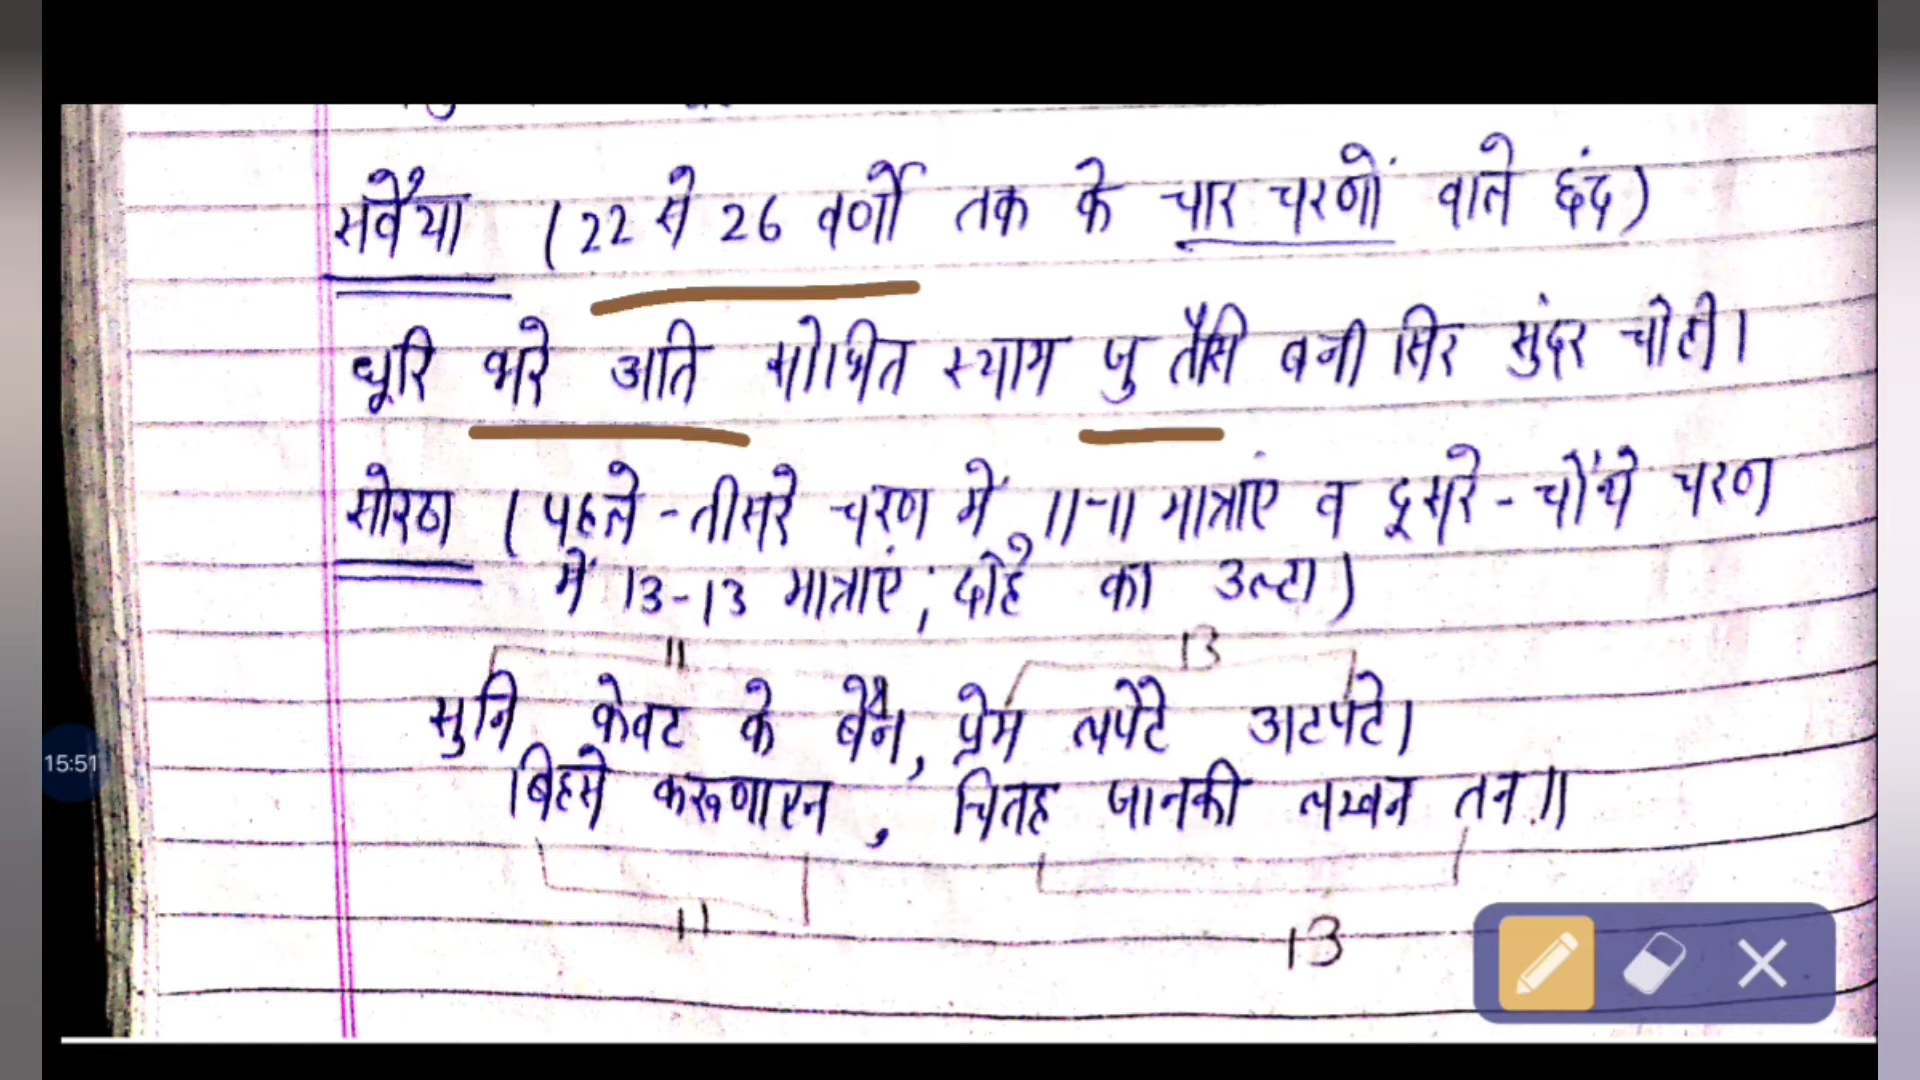 सवैया (22 से 26 वर्णो तक के चार चरणों वाले छंद)
धूरि भरे अति शोभित स्याम जु तैसि बनी सिर सुंदर चोटी।
सोरठा (पहले-तीसरे चरण में 11-11 मात्राएं व दूसरे-चौंथे चरण
में 13-13 मात्राएं; दोहै का उल्टा)
11 13
सुनि केवट के बैन, प्रेम लपेटे अटपटे।
बिहसे करूणाएन, चितइ जानकी लखन तन॥
11 13
15:51